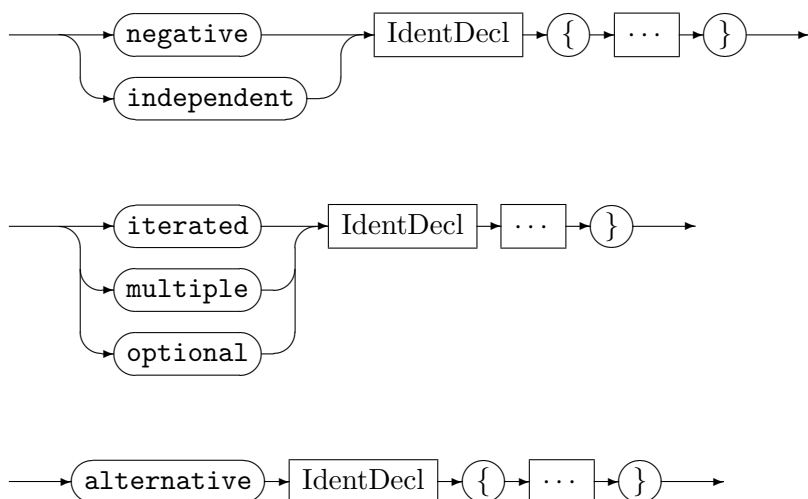 negative IdentDecl { ··· }
independent
iterated IdentDecl ··· }
multiple
optional
alternative IdentDecl { ··· }